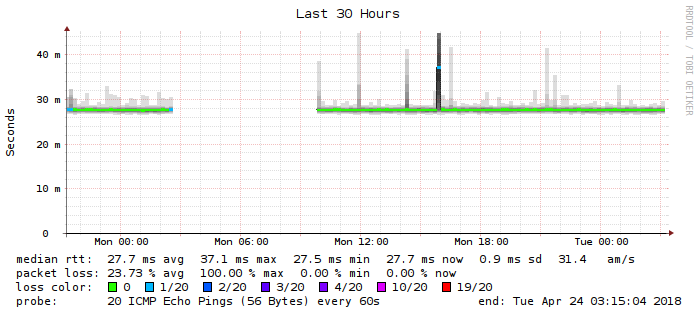 Last 30 Hours
RRDTOOL / TOBI OETIKER
Seconds
40 m
30 m
20 m
10 m
0
Mon 00:00 Mon 06:00 Mon 12:00 Mon 18:00 Tue 00:00
median rtt: 27.7 ms avg 37.1 ms max 27.5 ms min 27.7 ms now 0.9 ms sd 31.4 am/s
packet loss: 23.73 % avg 100.00 % max 0.00 % min 0.00 % now
loss color: 0 1/20 2/20 3/20 4/20 10/20 19/20
probe: 20 ICMP Echo Pings (56 Bytes) every 60s end: Tue Apr 24 03:15:04 2018